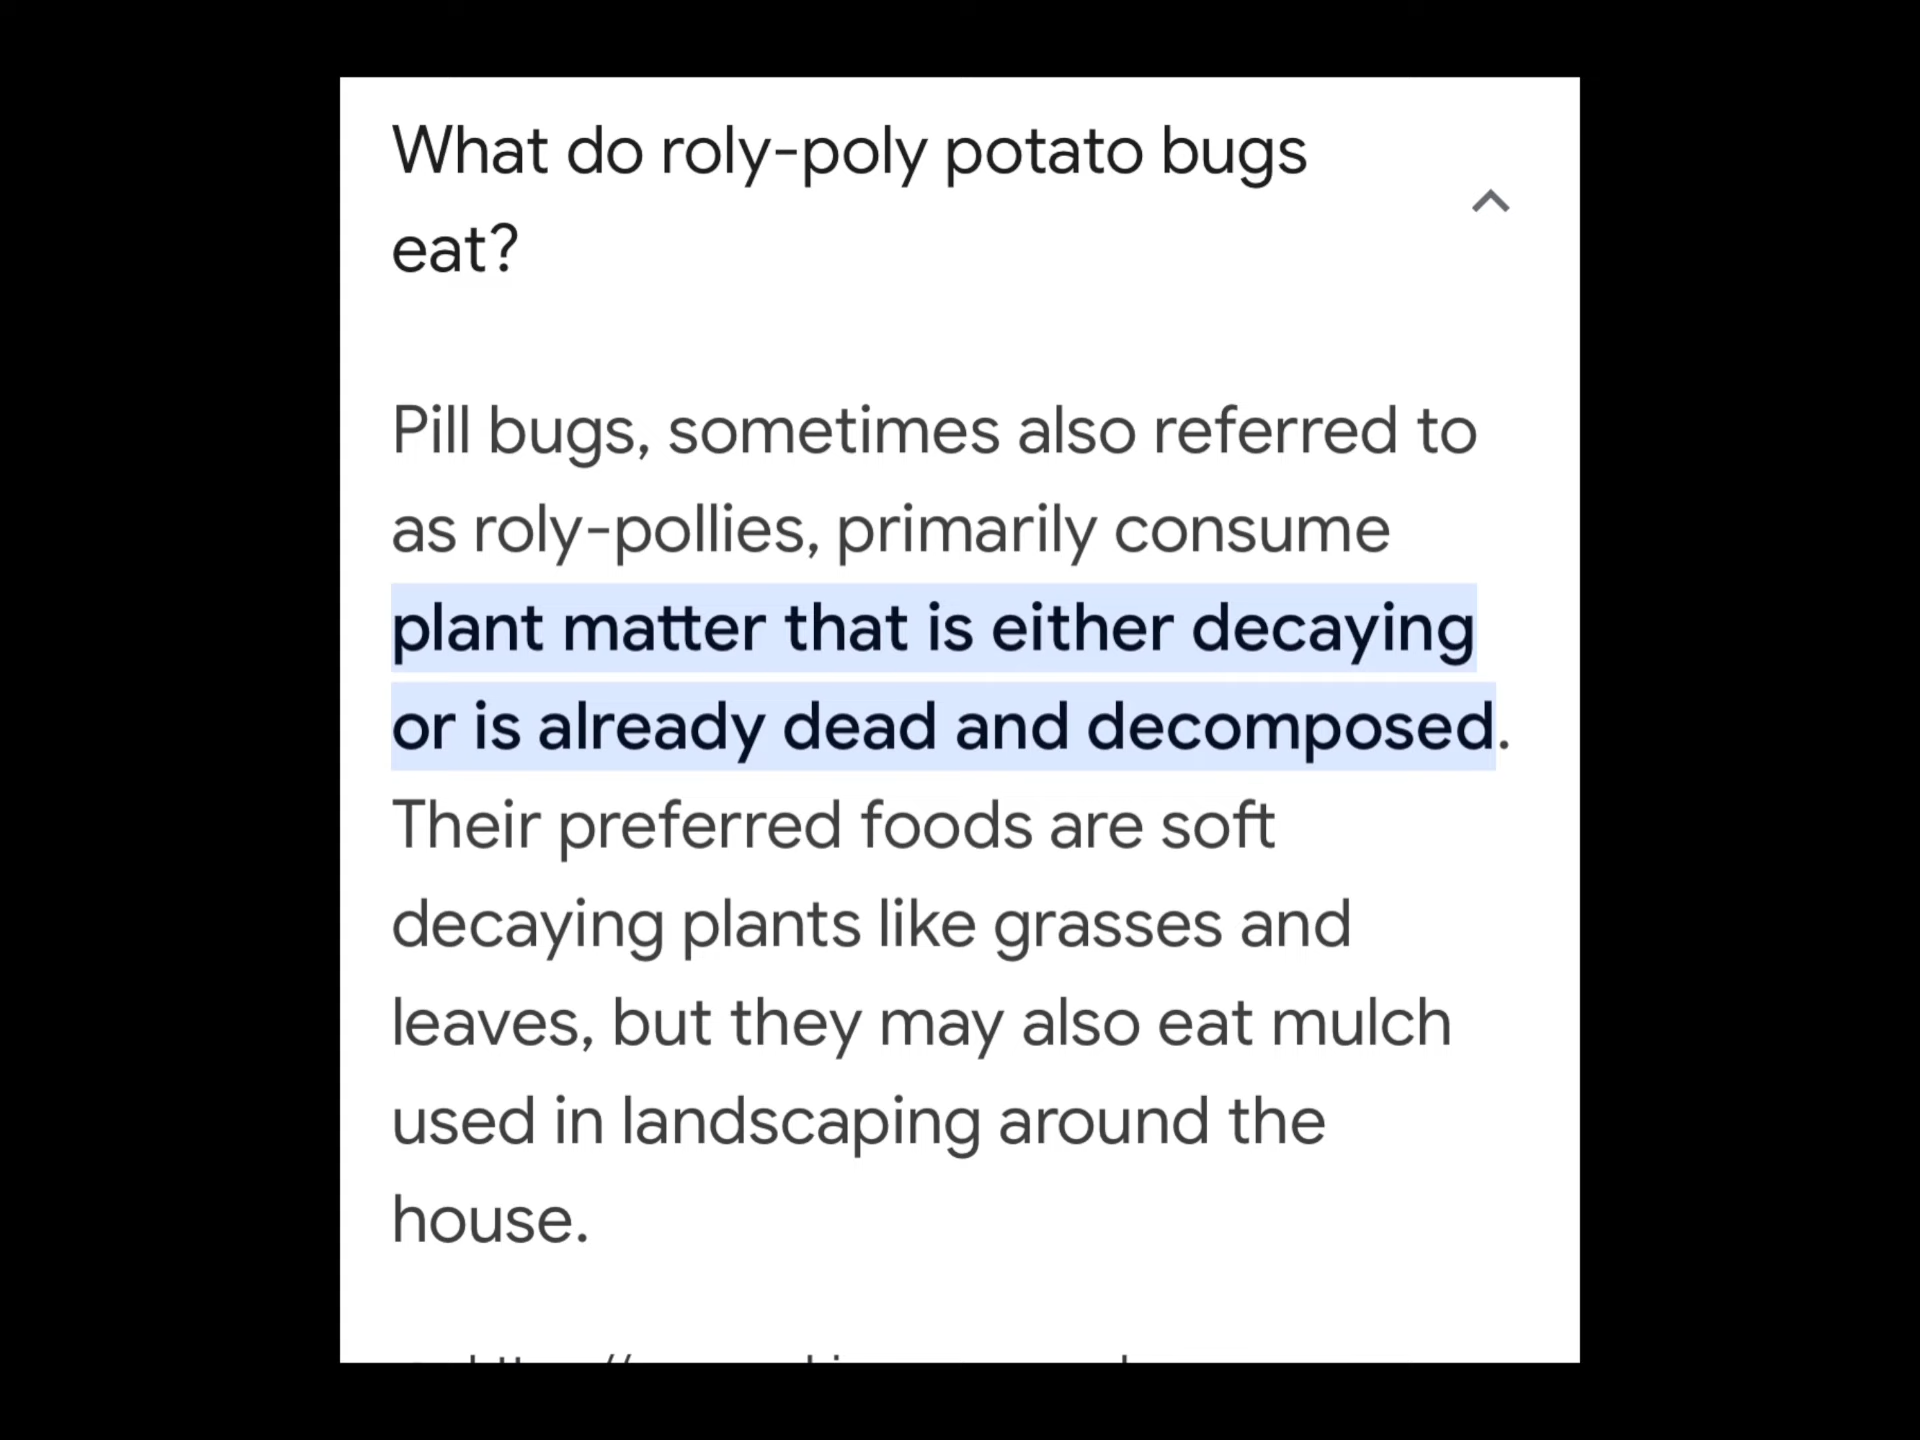 What do roly-poly potato bugs
eat?
Pill bugs, sometimes also referred to
as roly-pollies, primarily consume
plant matter that is either decaying
or is already dead and decomposed.
Their preferred foods are soft
decaying plants like grasses and
leaves, but they may also eat mulch
used in landscaping around the
house.